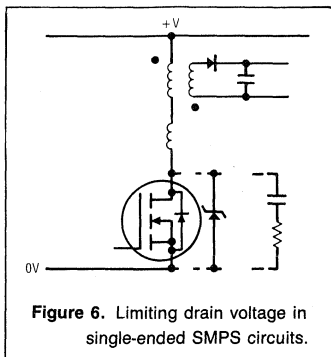 +V
0V
Figure 6. Limiting drain voltage in
single-ended SMPS circuits.